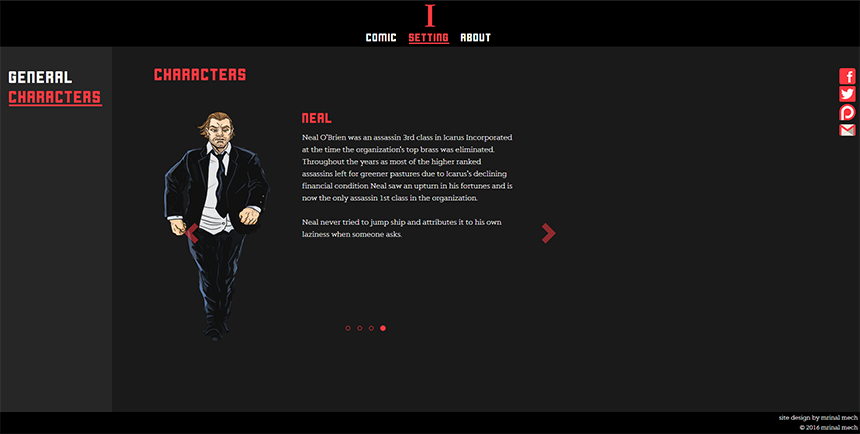 I
COMIC SETTING ABOUT
GENERAL
CHARACTERS
CHARACTERS
NEAL
Neal O'Brien was an assassin 3rd class in Icarus Incorporated
at the time the organization's top brass was eliminated.
Throughout the years as most of the higher ranked
assassins left for greener pastures due to Icarus's declining
financial condition Neal saw an upturn in his fortunes and is
now the only assassin 1st class in the organization.
Neal never tried to jump ship and attributes it to his own
laziness when someone asks.
site design by mrinal mech
© 2016 mrinal mech